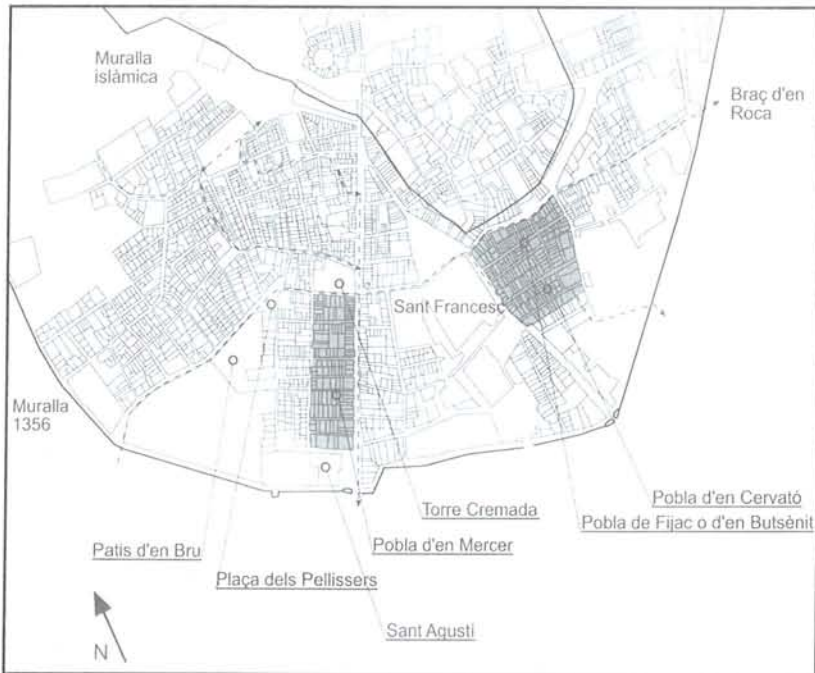 Muralla
islàmica
Braç d'en
Roca
Sant Francesc
Muralla
1356
Torre Cremada
Pobla d'en Cervató
Pobla de Fijac o d'en Butsènit
Patis d'en Bru
Pobla d'en Mercer
Plaça dels Pellissers
Sant Agustí
N